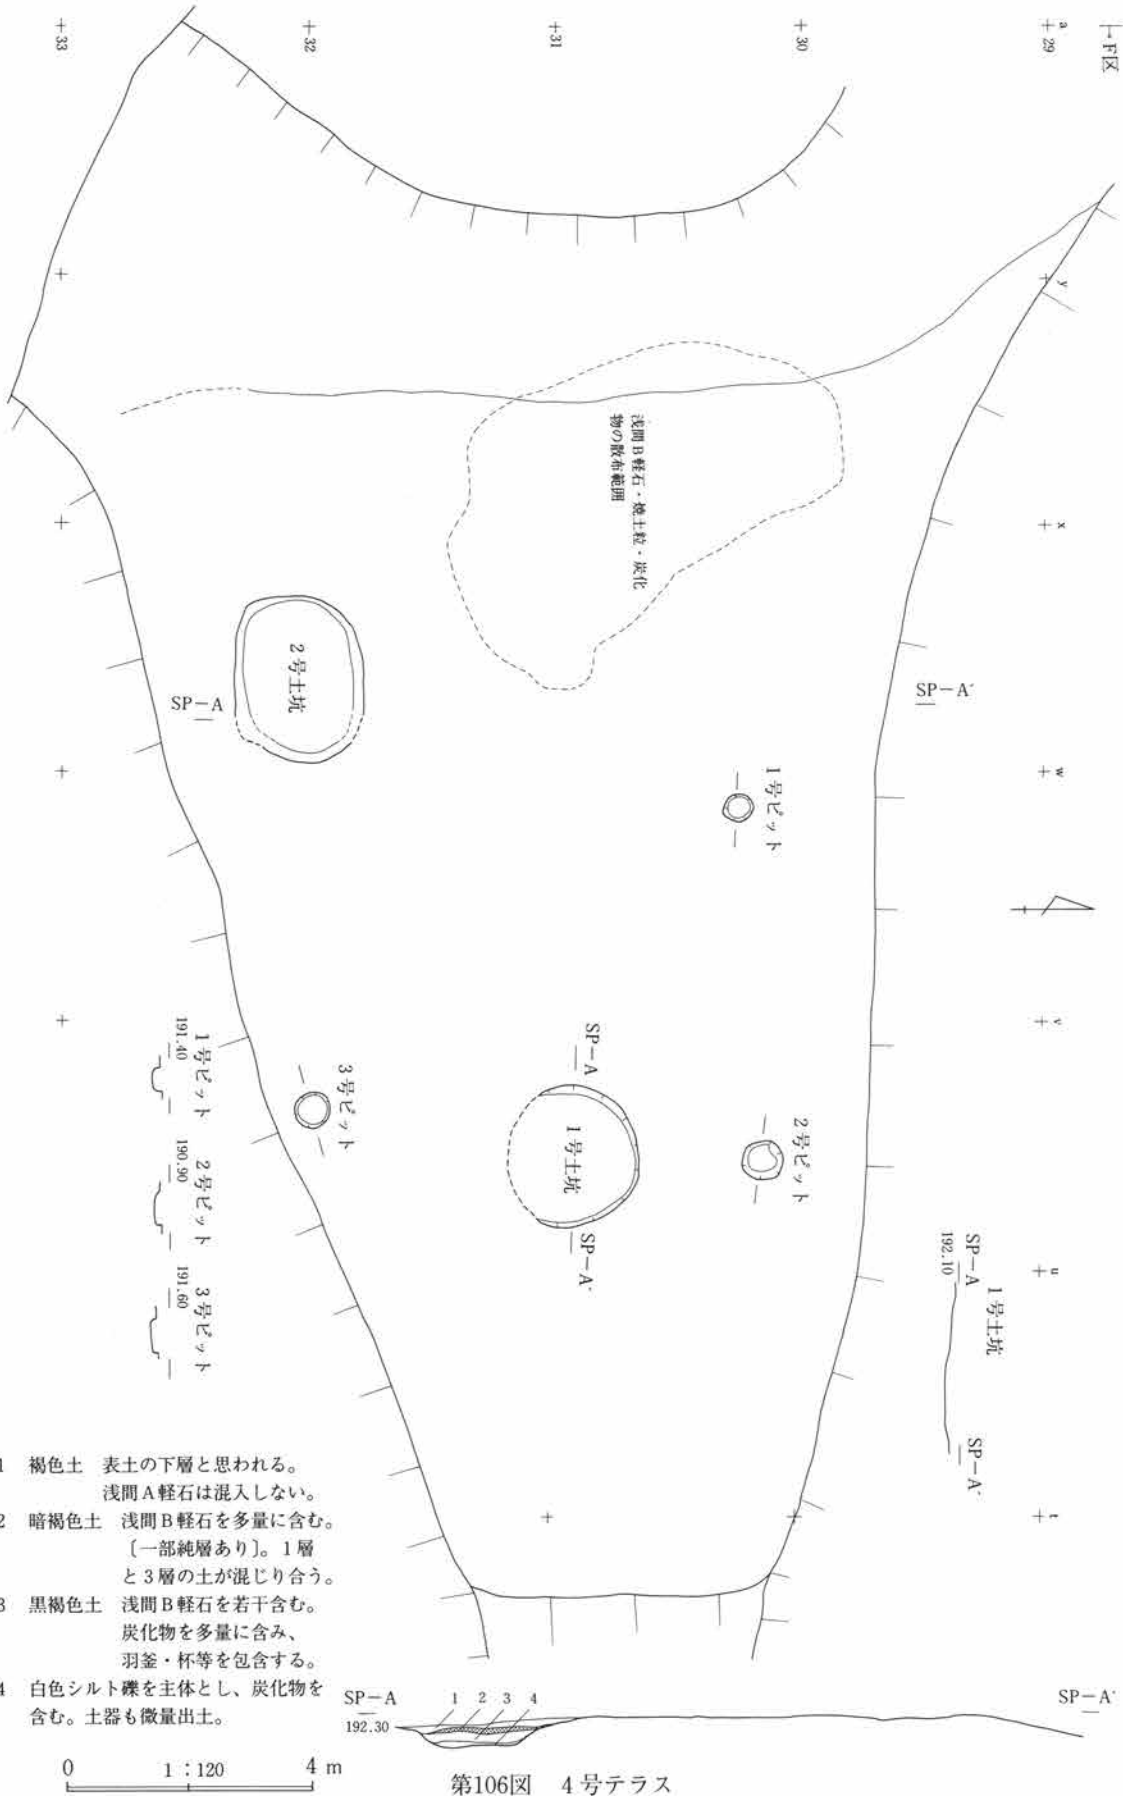 →F区
+33
+32
+31
+30
+29
a
y
x
w
v
u
t
浅間B軽石・焼土粒・炭化
物の散布範囲
2号土坑
SP－A
SP－A′
1号ピット
2号ピット
3号ピット
SP－A
1号土坑
SP－A′
1号ピット
191.40
2号ピット
190.90
3号ピット
191.60
1号土坑
SP－A
192.10
SP－A′
1 褐色土 表土の下層と思われる。
浅間A軽石は混入しない。
2 暗褐色土 浅間B軽石を多量に含む。
〔一部純層あり〕。1層
と3層の土が混じり合う。
3 黒褐色土 浅間B軽石を若干含む。
炭化物を多量に含み、
羽釜・杯等を包含する。
4 白色シルト礫を主体とし、炭化物を
含む。土器も微量出土。
SP－A
192.30
1 2 3 4
SP－A′
0 1：120 4 m
第106図 4号テラス